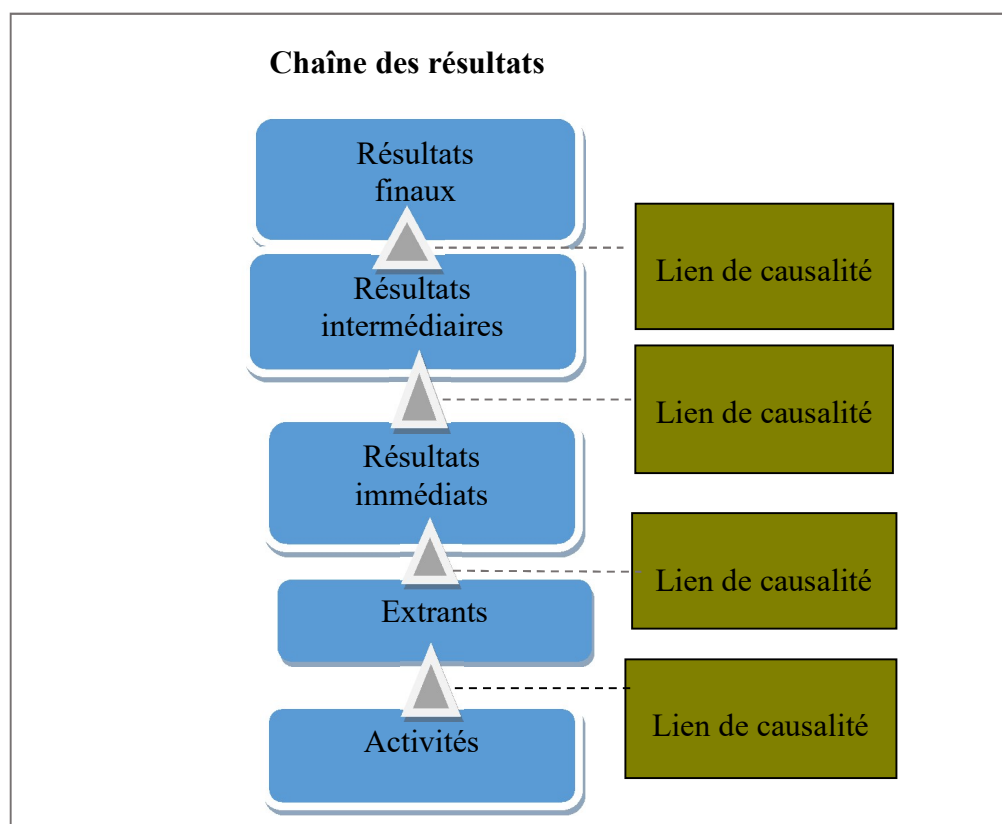 Chaîne des résultats
Résultats
finaux
Lien de causalité
Résultats
intermédiaires
Lien de causalité
Résultats
immédiats
Lien de causalité
Extrants
Lien de causalité
Activités